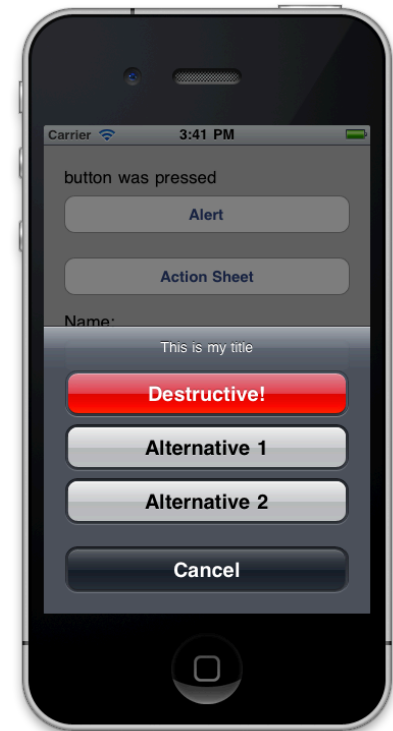 Carrier 3:41 PM
button was pressed
Alert
Action Sheet
Name:
This is my title
Destructive!
Alternative 1
Alternative 2
Cancel